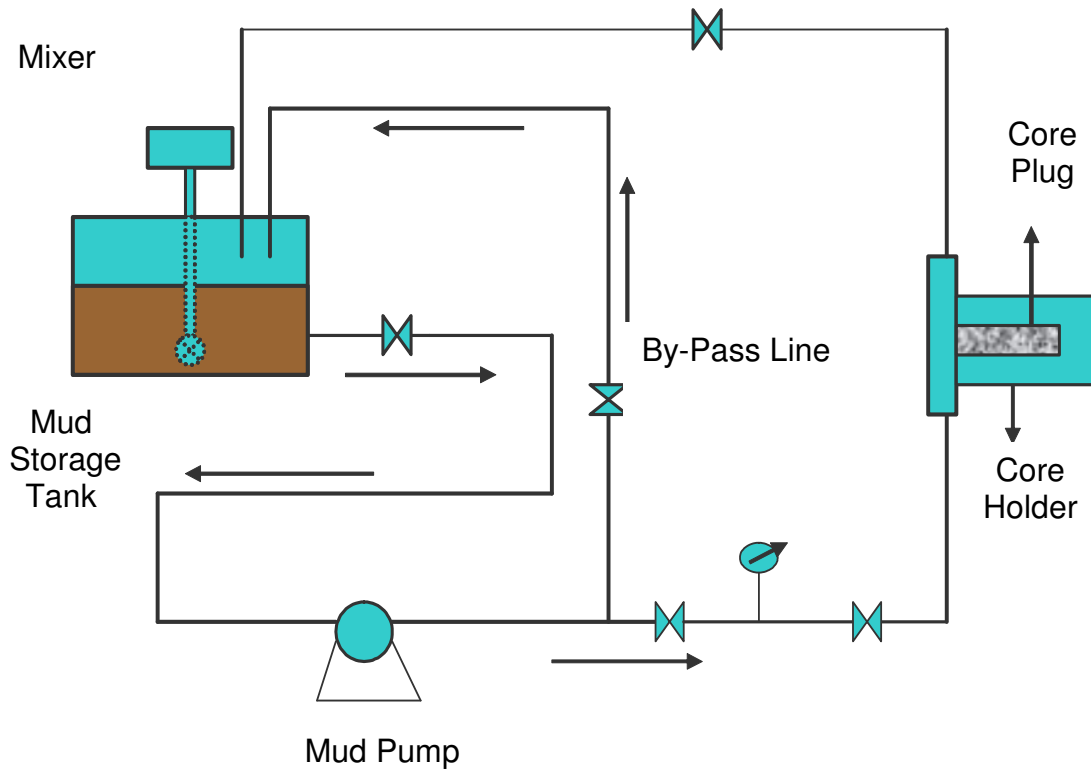 Mixer
Core
Plug
By-Pass Line
Mud
Storage
Tank
Core
Holder
Mud Pump